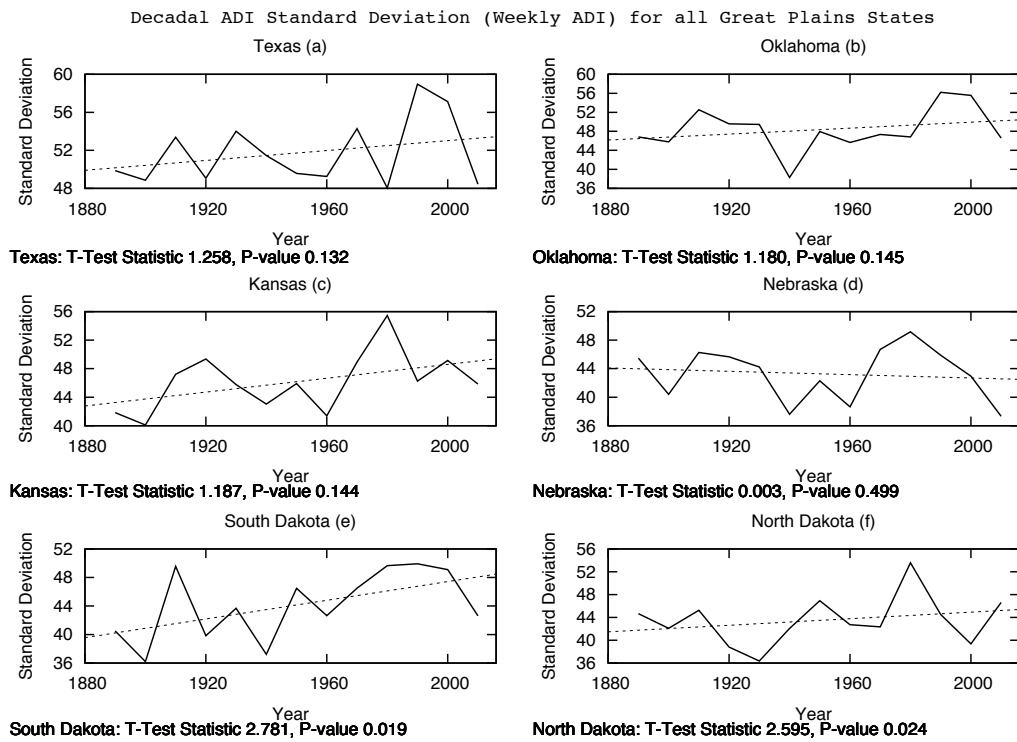 Decadal ADI Standard Deviation (Weekly ADI) for all Great Plains States
Texas (a)
Standard Deviation
60
56
52
48
1880 1920 1960 2000
Year
Texas: T-Test Statistic 1.258, P-value 0.132
Oklahoma (b)
Standard Deviation
60
56
52
48
44
40
36
1880 1920 1960 2000
Year
Oklahoma: T-Test Statistic 1.180, P-value 0.145
Kansas (c)
Standard Deviation
56
52
48
44
40
1880 1920 1960 2000
Year
Kansas: T-Test Statistic 1.187, P-value 0.144
Nebraska (d)
Standard Deviation
52
48
44
40
36
1880 1920 1960 2000
Year
Nebraska: T-Test Statistic 0.003, P-value 0.499
South Dakota (e)
Standard Deviation
52
48
44
40
36
1880 1920 1960 2000
Year
South Dakota: T-Test Statistic 2.781, P-value 0.019
North Dakota (f)
Standard Deviation
56
52
48
44
40
36
1880 1920 1960 2000
Year
North Dakota: T-Test Statistic 2.595, P-value 0.024